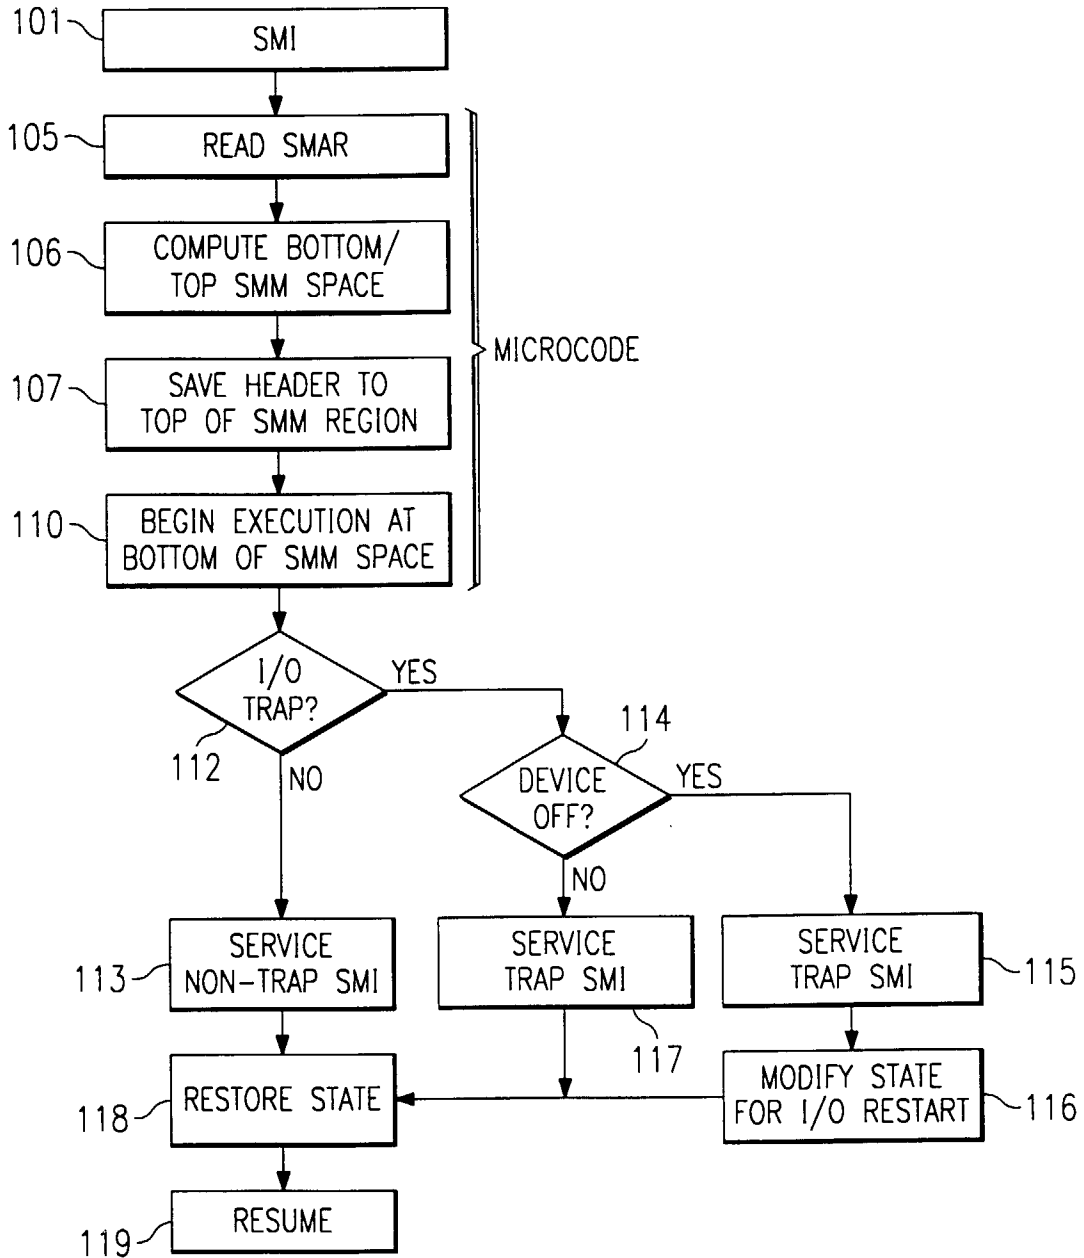 101
SMI
105
READ SMAR
106
COMPUTE BOTTOM/
TOP SMM SPACE
MICROCODE
107
SAVE HEADER TO
TOP OF SMM REGION
110
BEGIN EXECUTION AT
BOTTOM OF SMM SPACE
I/O
TRAP?
YES
112
NO
114
DEVICE
OFF?
YES
NO
113
SERVICE
NON-TRAP SMI
SERVICE
TRAP SMI
117
SERVICE
TRAP SMI
115
118
RESTORE STATE
MODIFY STATE
FOR I/O RESTART
116
119
RESUME